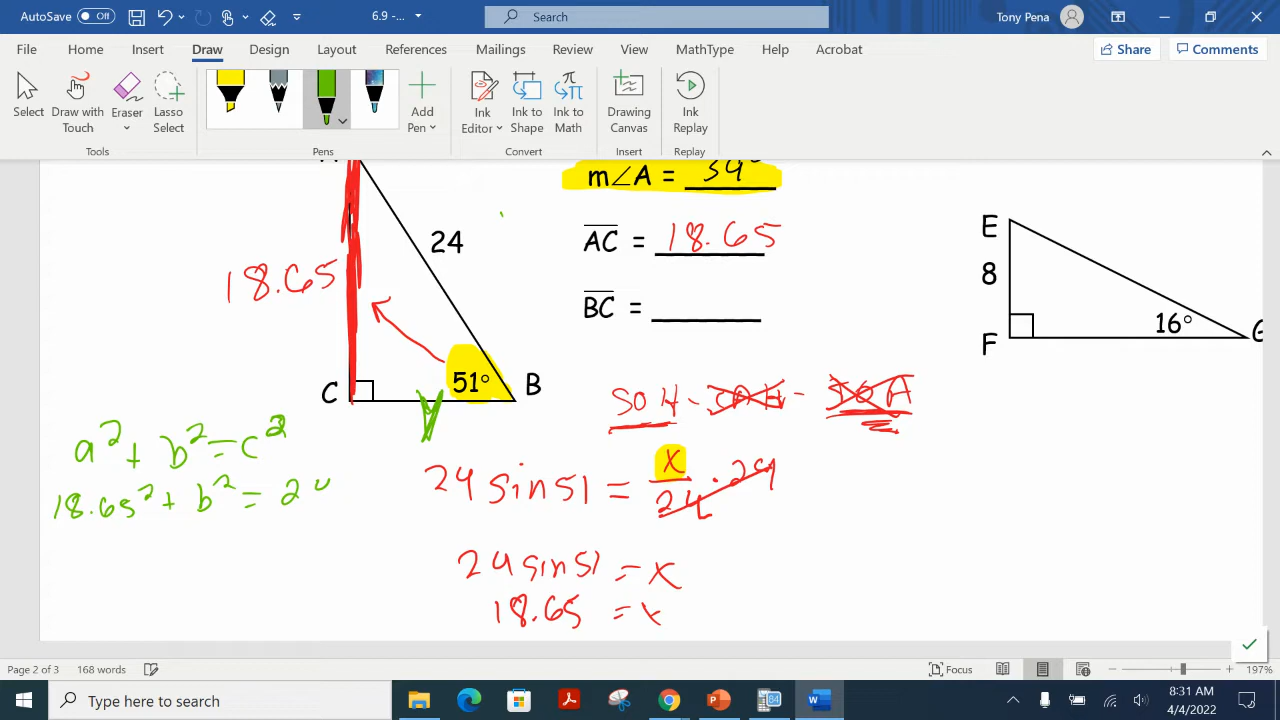 AutoSave Off 6.9 - ... Search Tony Pena
File Home Insert Draw Design Layout References Mailings Review View MathType Help Acrobat Share Comments
Select Draw with Touch Eraser Lasso Select Add Pen Ink Editor Ink to Shape Ink to Math Drawing Canvas Ink Replay
Tools Pens Convert Insert Replay
m∠A = 39°
24
AC = 18.65
18.65
BC =
E
8
16°
F
G
C
51°
B
SOH - CAH - TOA
a² + b² = c²
18.65² + b² = 24
24 sin 51 = x/24 · 24
24 sin 51 = x
18.65 = x
Page 2 of 3 168 words Focus 197%
Type here to search
84
8:31 AM
4/4/2022